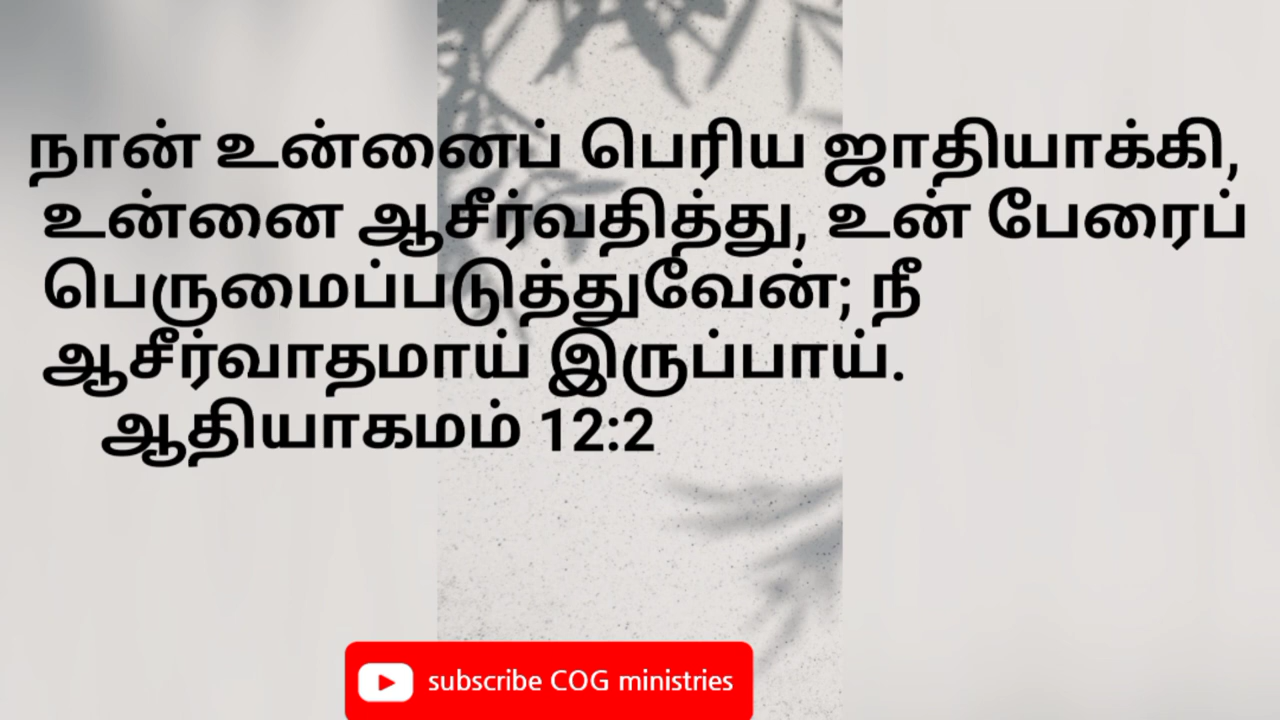 நான் உன்னைப் பெரிய ஜாதியாக்கி,
உன்னை ஆசீர்வதித்து, உன் பேரைப்
பெருமைப்படுத்துவேன்; நீ
ஆசீர்வாதமாய் இருப்பாய்.
ஆதியாகமம் 12:2
subscribe COG ministries